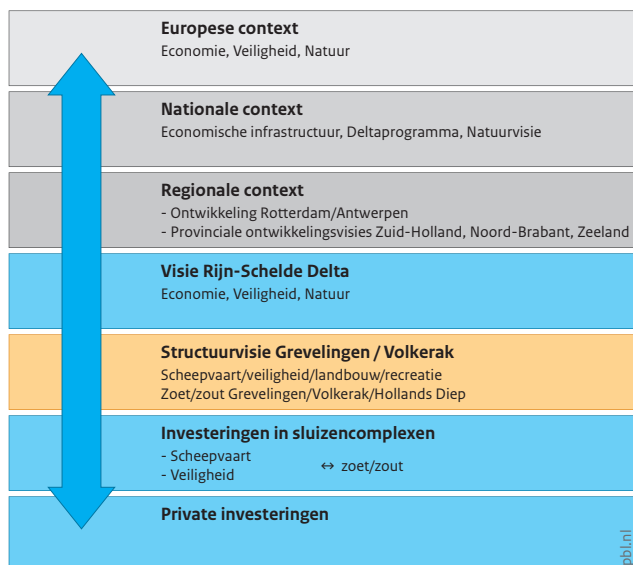 Europese context
Economie, Veiligheid, Natuur
Nationale context
Economische infrastructuur, Deltaprogramma, Natuurvisie
Regionale context
- Ontwikkeling Rotterdam/Antwerpen
- Provinciale ontwikkelingsvisies Zuid-Holland, Noord-Brabant, Zeeland
Visie Rijn-Schelde Delta
Economie, Veiligheid, Natuur
Structuurvisie Grevelingen / Volkerak
Scheepvaart/veiligheid/landbouw/recreatie
Zoet/zout Grevelingen/Volkerak/Hollands Diep
Investeringen in sluizencomplexen
- Scheepvaart
- Veiligheid
↔ zoet/zout
Private investeringen
pbl.nl